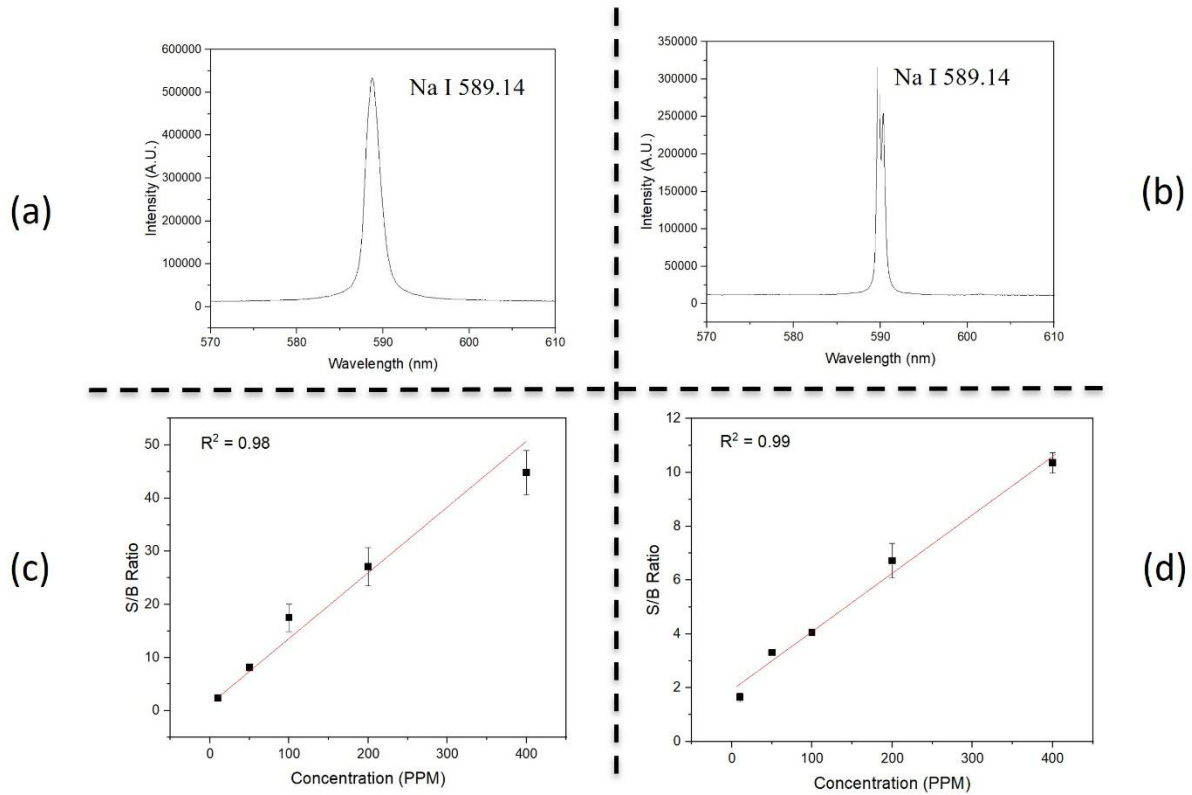 (a)
600000
500000
400000
300000
200000
100000
0
Intensity (A.U.)
Na I 589.14
570 580 590 600 610
Wavelength (nm)
(b)
350000
300000
250000
200000
150000
100000
50000
0
Intensity (A.U.)
Na I 589.14
570 580 590 600 610
Wavelength (nm)
(c)
R² = 0.98
50
40
30
20
10
0
S/B Ratio
0 100 200 300 400
Concentration (PPM)
(d)
R² = 0.99
12
10
8
6
4
2
0
S/B Ratio
0 100 200 300 400
Concentration (PPM)